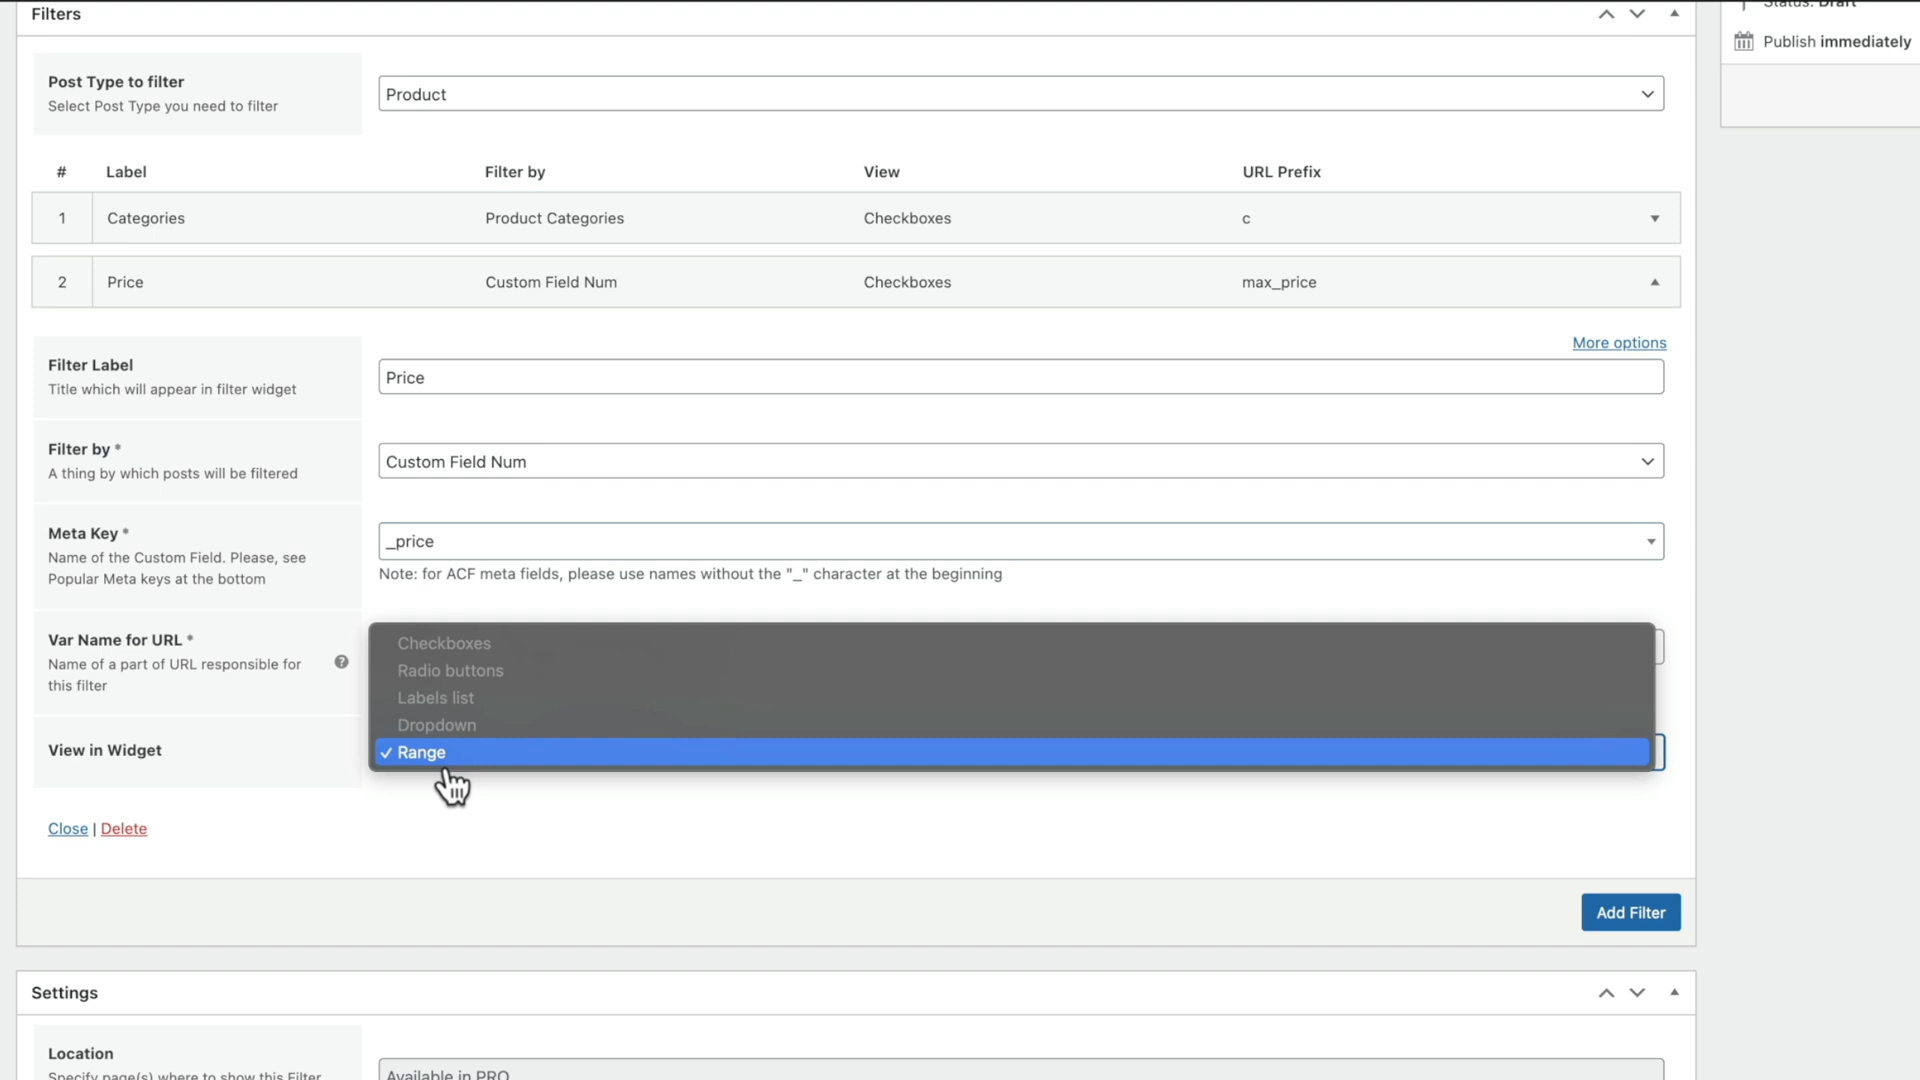 Filters
Status: Draft
Publish immediately
Post Type to filter
Select Post Type you need to filter
Product
# Label Filter by View URL Prefix
1 Categories Product Categories Checkboxes c
2 Price Custom Field Num Checkboxes max_price
More options
Filter Label
Title which will appear in filter widget
Price
Filter by *
A thing by which posts will be filtered
Custom Field Num
Meta Key *
Name of the Custom Field. Please, see
Popular Meta keys at the bottom
_price
Note: for ACF meta fields, please use names without the "_" character at the beginning
Var Name for URL *
Name of a part of URL responsible for
this filter
?
Checkboxes
Radio buttons
Labels list
Dropdown
✓ Range
View in Widget
Close | Delete
Add Filter
Settings
Location
Specify page(s) where to show this Filter
Available in PRO